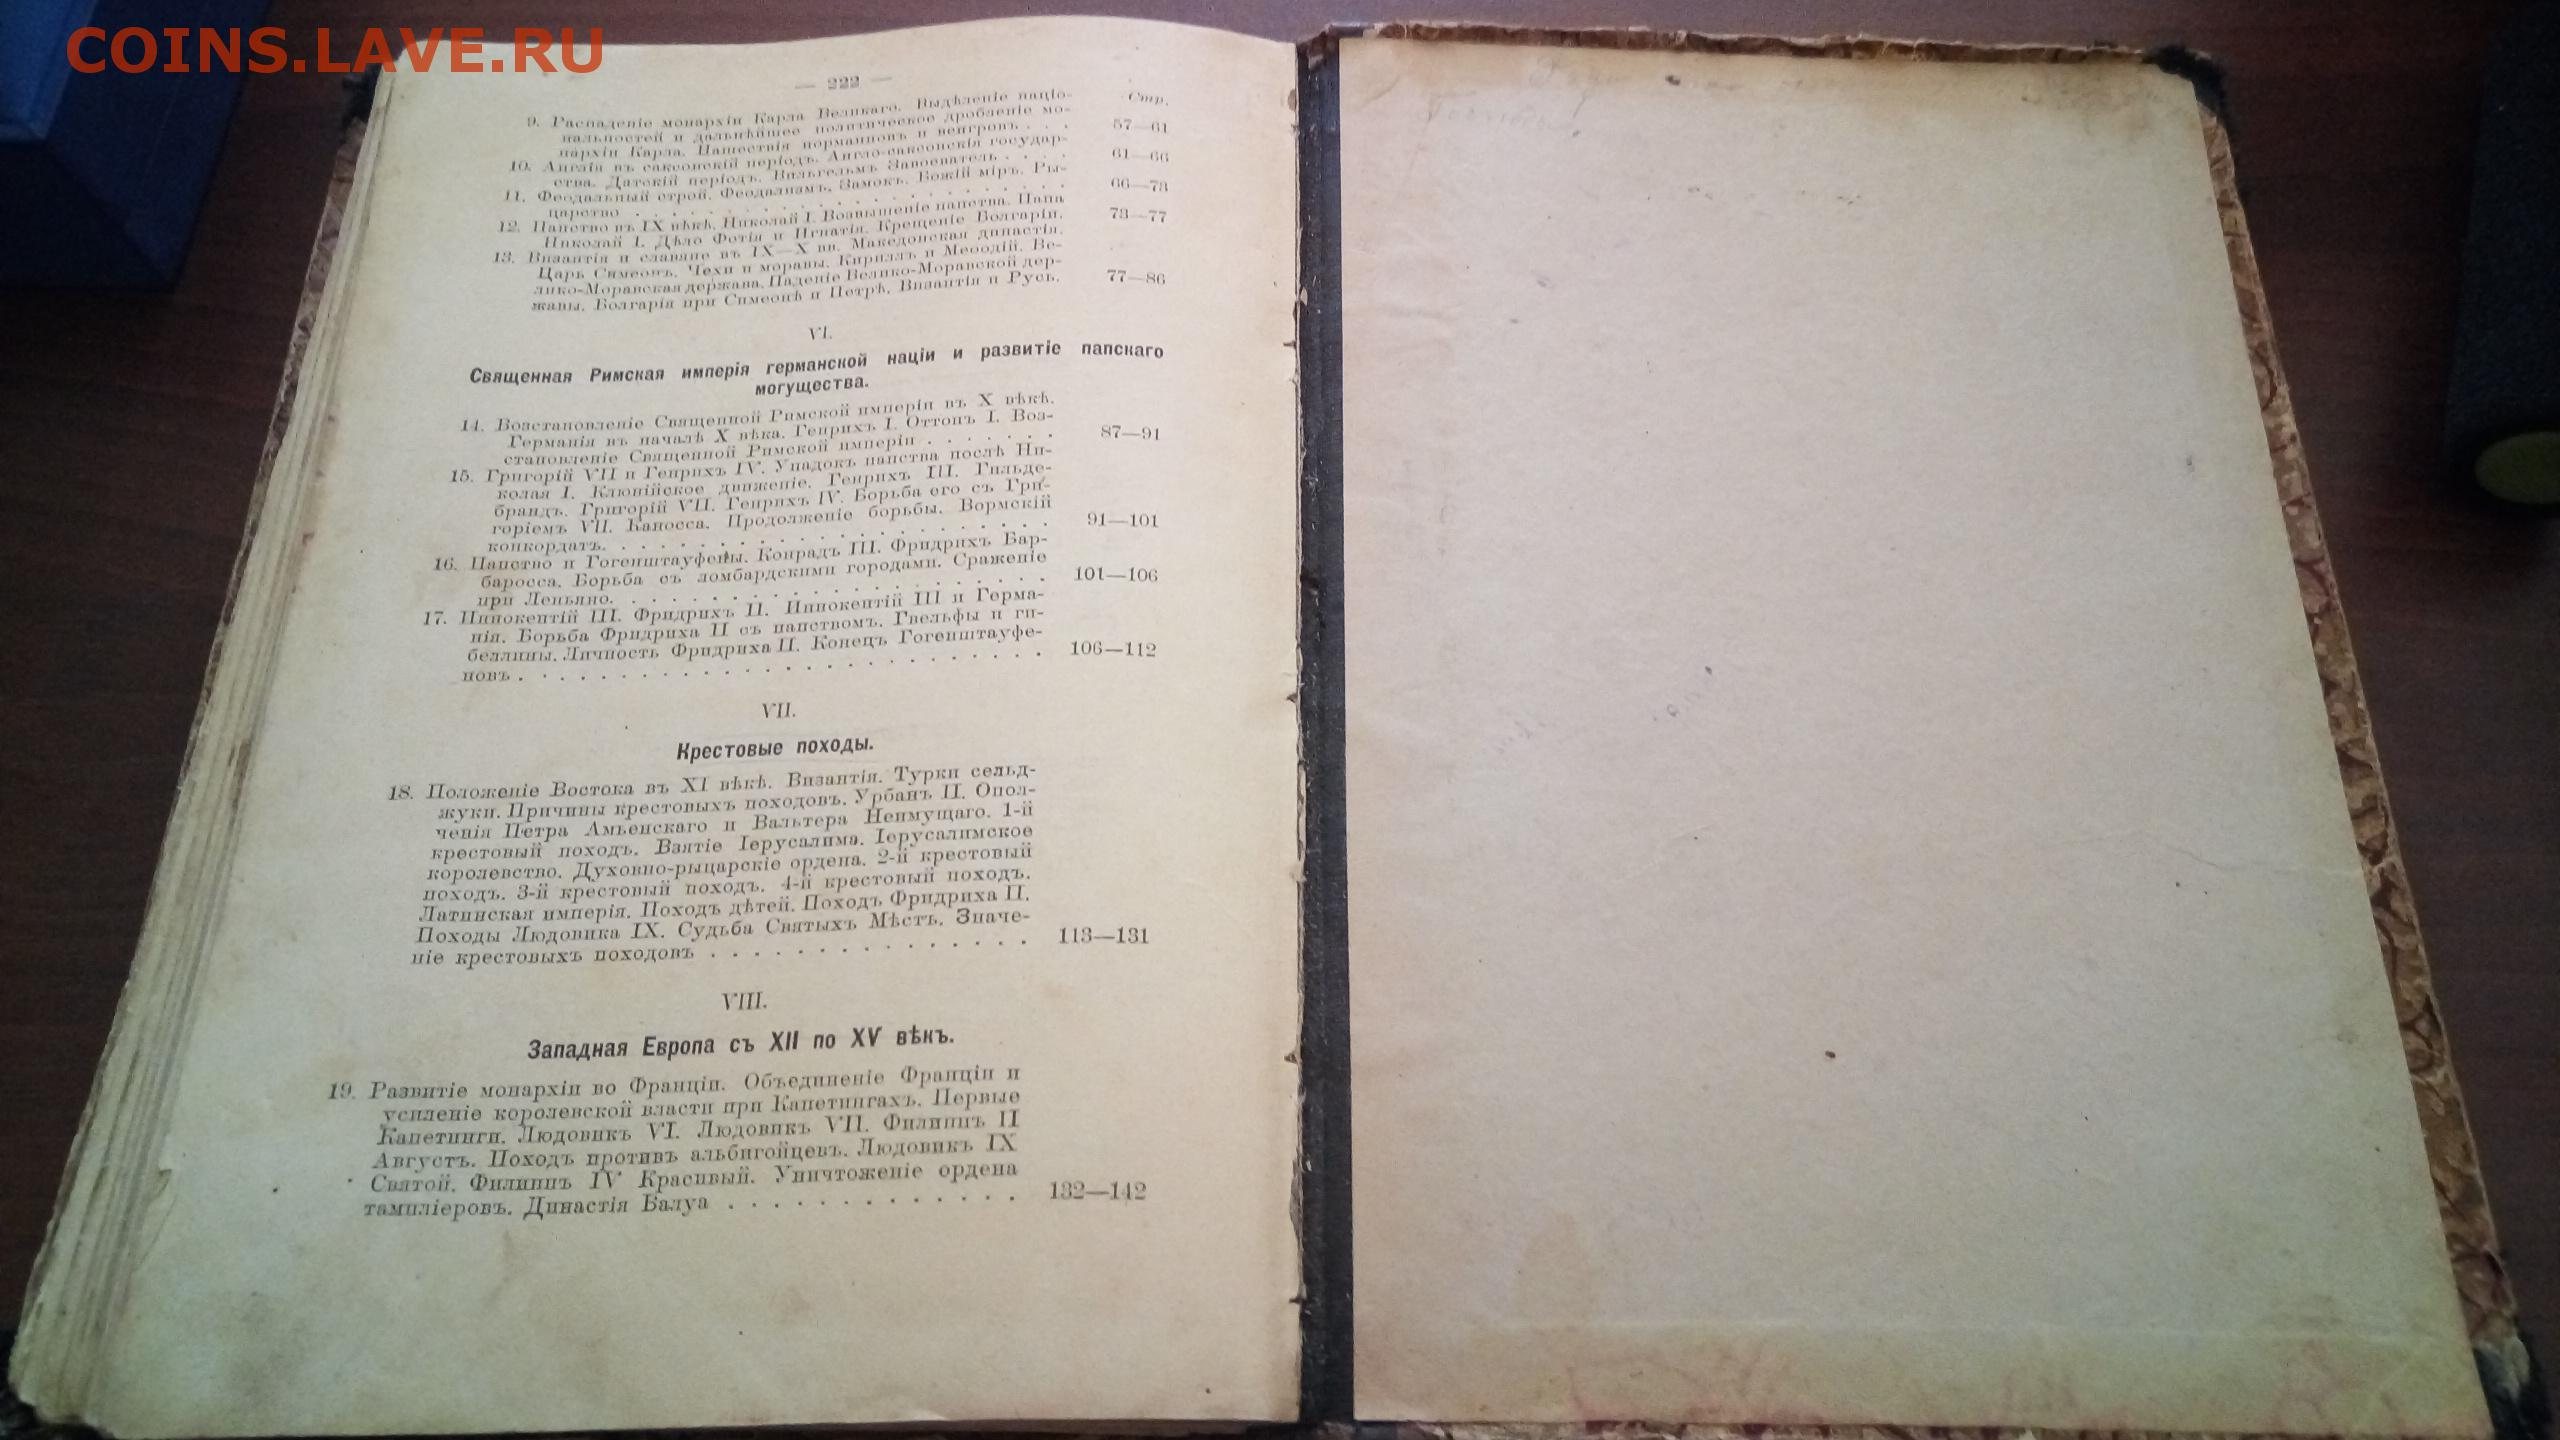 COINS.LAVE.RU
— 222 —
Стр.
9. Распаденіе монархіи Карла Великаго. Выдѣленіе націо-
нальностей и дальнѣйшее политическое дробленіе мо-
нархіи Карла. Нашествія норманновъ и венгровъ . . . 57—61
10. Англія въ саксонскій періодъ. Англо-саксонскія государ-
ства. Датскій періодъ. Вильгельмъ Завоеватель . . . . 61—66
11. Феодальный строй. Феодализмъ. Замокъ. Божій міръ. Ры-
царство . . . . . . . . . . . . . . . . 66—73
12. Папство въ IX вѣкѣ. Николай I. Возвышеніе папства. Папа
Николай I. Дѣло Фотія и Игнатія. Крещеніе Болгаріи. 73—77
13. Византія и славяне въ IX—X вв. Македонская династія.
Царь Симеонъ. Чехи и моравы. Кириллъ и Меѳодій. Ве-
лико-Моравская держава. Паденіе Велико-Моравской дер-
жавы. Болгарія при Симеонѣ и Петрѣ. Византія и Русь. 77—86
VI.
Священная Римская имперія германской націи и развитіе папскаго
могущества.
14. Возстановленіе Священной Римской имперіи въ X вѣкѣ.
Германія въ началѣ X вѣка. Генрихъ I. Оттонъ I. Воз-
становленіе Священной Римской имперіи . . . . . . . 87—91
15. Григорій VII и Генрихъ IV. Упадокъ папства послѣ Ни-
колая I. Клюнійское движеніе. Генрихъ III. Гильде-
брандъ. Григорій VII. Генрихъ IV. Борьба его съ Гри-
горіемъ VII. Каносса. Продолженіе борьбы. Вормскій
конкордатъ. . . . . . . . . . . . . . . . 91—101
16. Папство и Гогенштауфены. Конрадъ III. Фридрихъ Бар-
баросса. Борьба съ ломбардскими городами. Сраженіе
при Леньяно. . . . . . . . . . . . . . . . 101—106
17. Иннокентій III. Фридрихъ II. Иннокентій III и Герма-
нія. Борьба Фридриха II съ папствомъ. Гвельфы и ги-
беллины. Личность Фридриха II. Конецъ Гогенштауфе-
новъ . . . . . . . . . . . . . . . . . . . . 106—112
VII.
Крестовые походы.
18. Положеніе Востока въ XI вѣкѣ. Византія. Турки сельд-
жуки. Причины крестовыхъ походовъ. Урбанъ II. Опол-
ченія Петра Амьенскаго и Вальтера Неимущаго. 1-й
крестовый походъ. Взятіе Іерусалима. Іерусалимское
королевство. Духовно-рыцарскіе ордена. 2-й крестовый
походъ. 3-й крестовый походъ. 4-й крестовый походъ.
Латинская имперія. Походъ дѣтей. Походъ Фридриха II.
Походы Людовика IX. Судьба Святыхъ Мѣстъ. Значе-
ніе крестовыхъ походовъ . . . . . . . . . . . . 113—131
VIII.
Западная Европа съ XII по XV вѣкъ.
19. Развитіе монархіи во Франціи. Объединеніе Франціи и
усиленіе королевской власти при Капетингахъ. Первые
Капетинги. Людовикъ VI. Людовикъ VII. Филиппъ II
Августъ. Походъ противъ альбигойцевъ. Людовикъ IX
Святой. Филиппъ IV Красивый. Уничтоженіе ордена
тампліеровъ. Династія Валуа . . . . . . . . . . . . 132—142